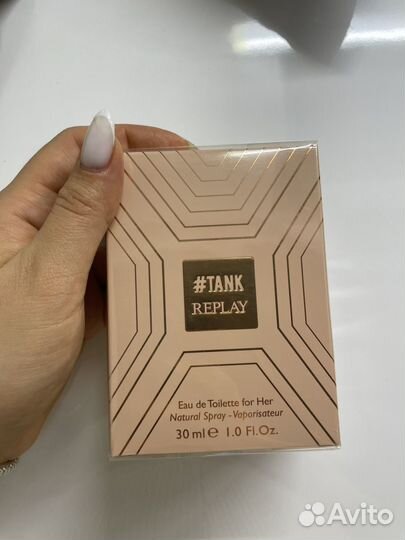 #TANK
REPLAY
Eau de Toilette for Her
Natural Spray - Vaporisateur
30 ml ℮ 1.0 Fl.Oz.
Avito